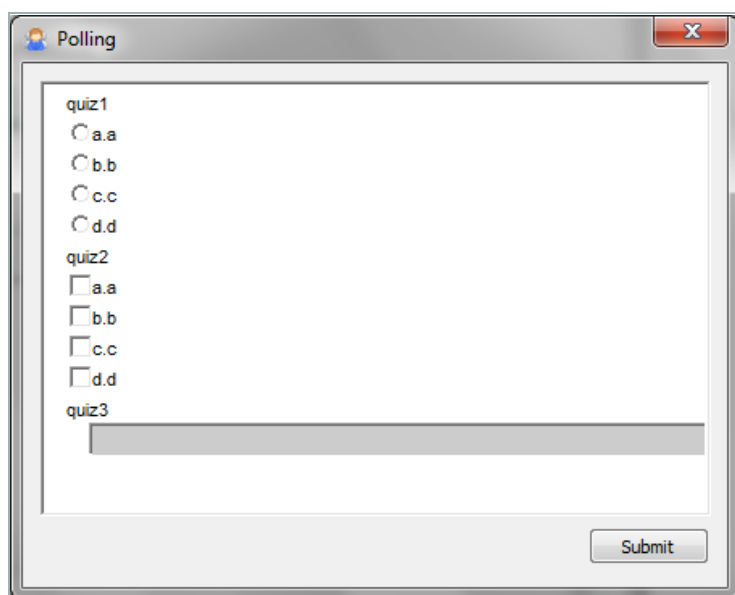 Polling
quiz1
a.a
b.b
c.c
d.d
quiz2
a.a
b.b
c.c
d.d
quiz3
Submit